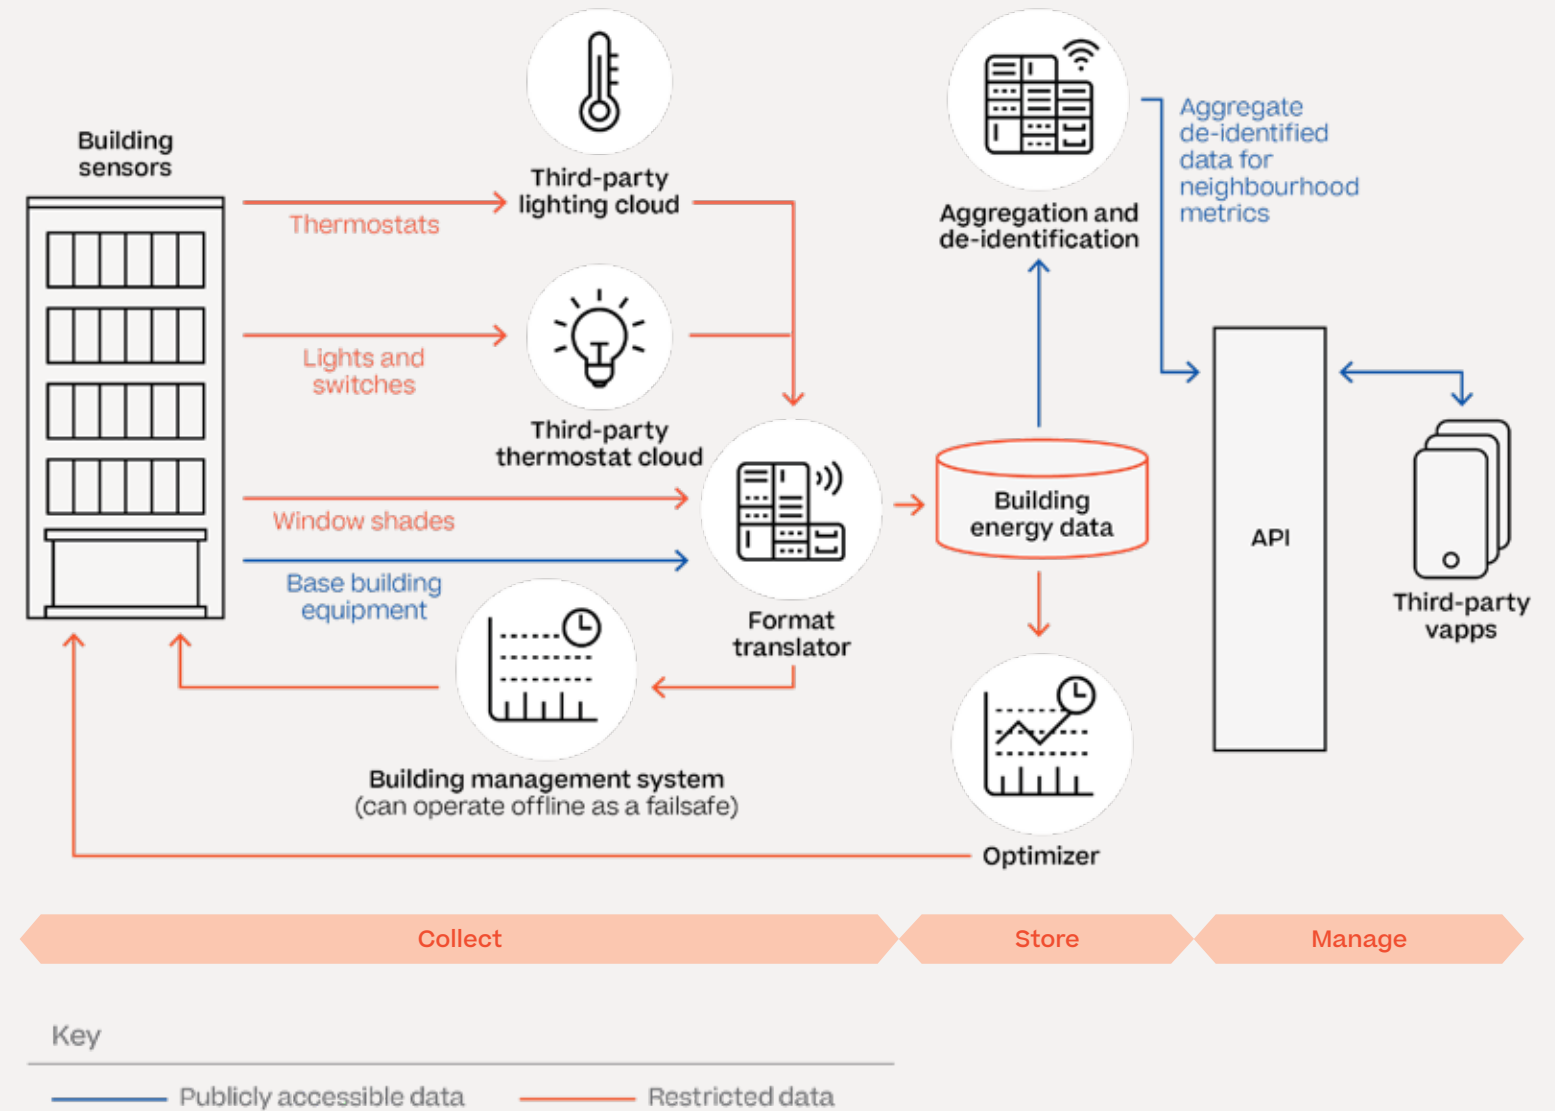 Building
sensors
Thermostats
Third-party
lighting cloud
Lights and
switches
Third-party
thermostat cloud
Window shades
Base building
equipment
Format
translator
Building management system
(can operate offline as a failsafe)
Aggregation and
de-identification
Aggregate
de-identified
data for
neighbourhood
metrics
Building
energy data
Optimizer
API
Third-party
vapps
Collect
Store
Manage
Key
Publicly accessible data
Restricted data